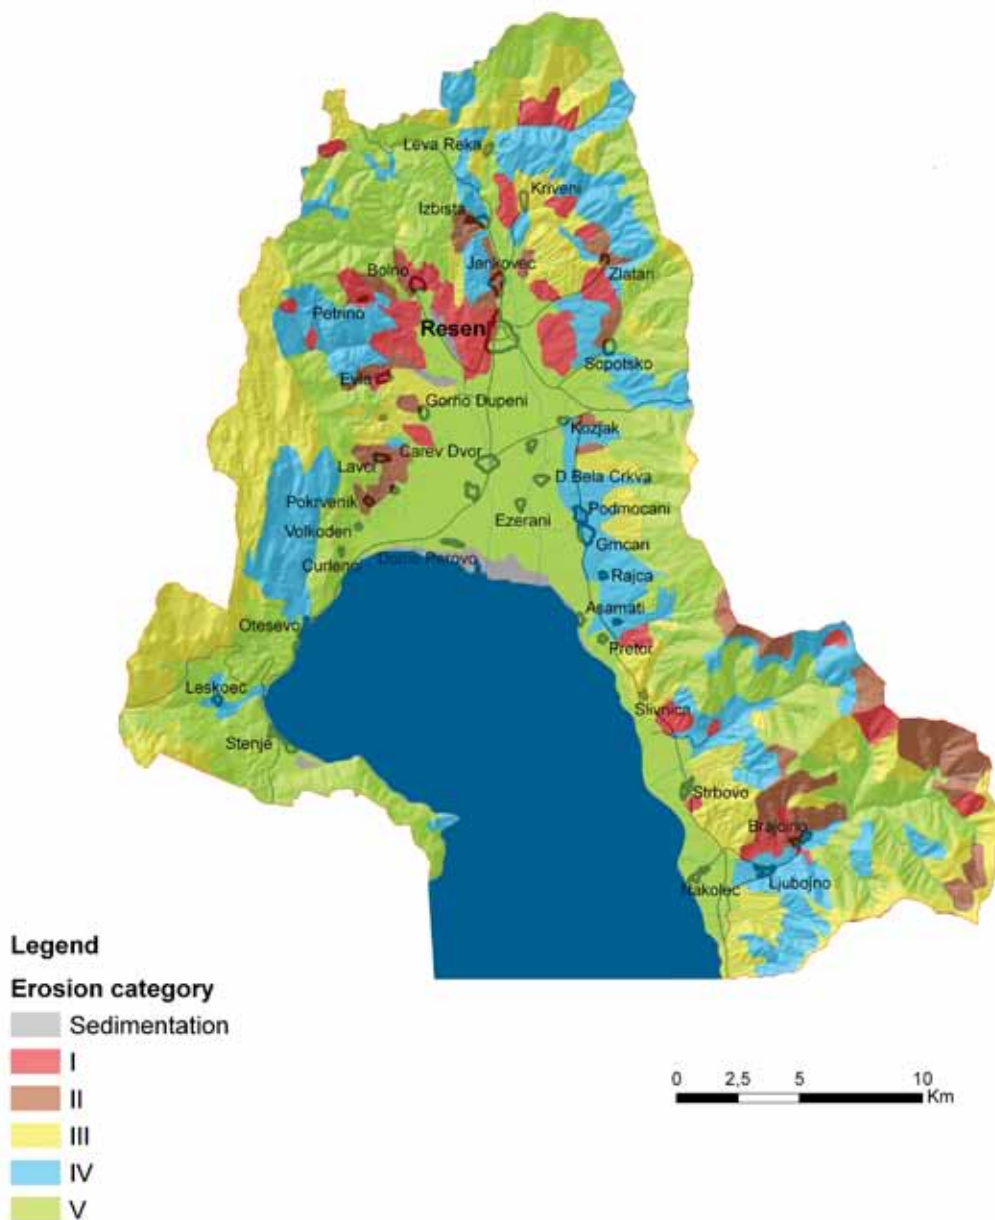 Leva Reka
Kriveni
Izbista
Jankovec
Bolno
Zlatari
Petrino
Resen
Sopotsko
Evla
Gorno Dupeni
Kozjak
Carev Dvor
Lavci
D.Bela Crkva
Pokrvenik
Podmocani
Ezerani
Volkoderi
Grncari
Dolno Perovo
Rajca
Asamati
Otesevo
Pretor
Leskoec
Slivnica
Stenje
Strbovo
Brajcino
Nakolec
Ljubojno
Legend
Erosion category
Sedimentation
I
II
III
IV
V
0 2,5 5 10
Km